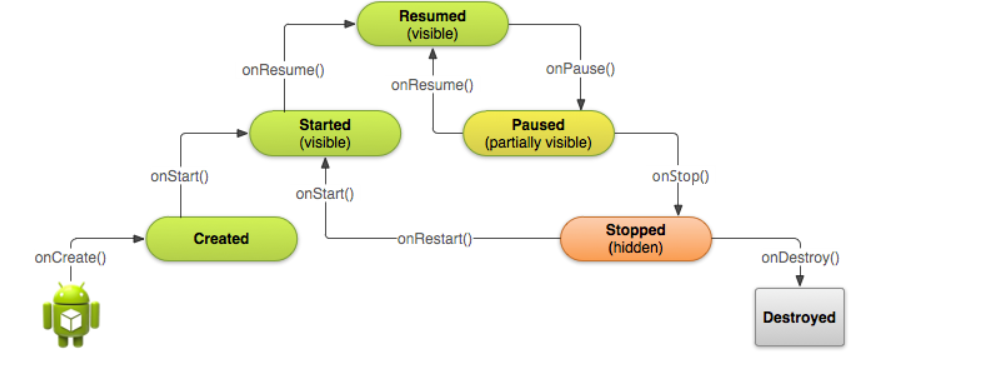 Resumed
(visible)
onResume()
onPause()
onResume()
Started
(visible)
Paused
(partially visible)
onStart()
onStop()
onStart()
Created
onRestart()
Stopped
(hidden)
onCreate()
onDestroy()
Destroyed